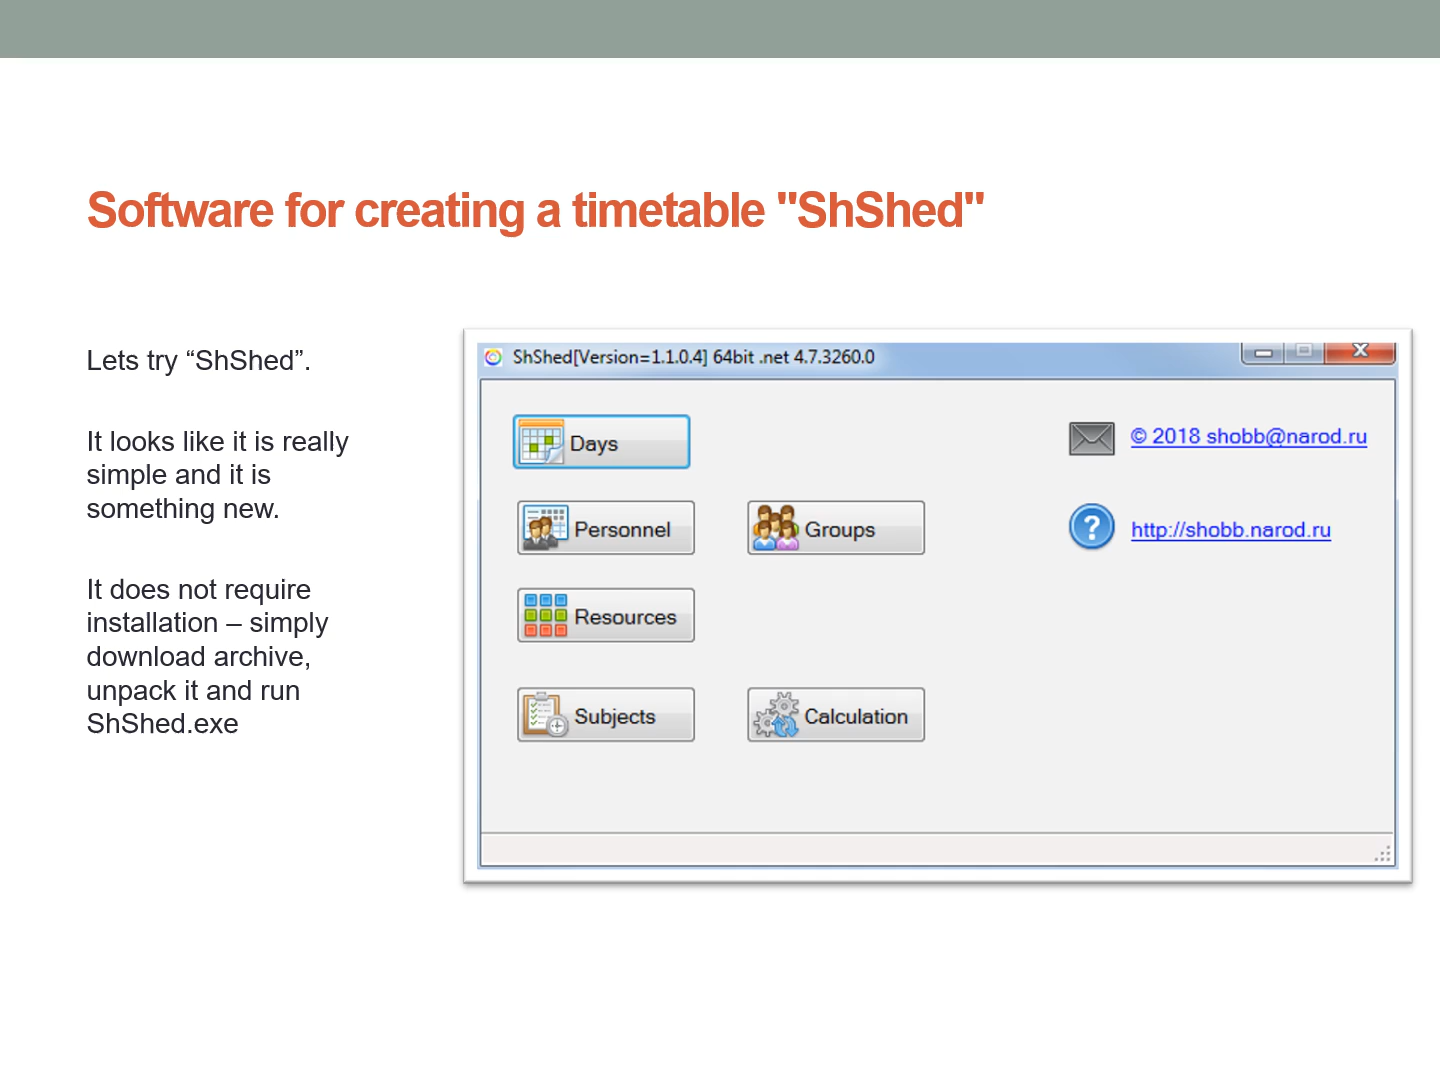 Software for creating a timetable "ShShed"
Lets try “ShShed”.
It looks like it is really
simple and it is
something new.
It does not require
installation – simply
download archive,
unpack it and run
ShShed.exe
ShShed[Version=1.1.0.4] 64bit .net 4.7.3260.0
Days
© 2018 shobb@narod.ru
Personnel
Groups
http://shobb.narod.ru
Resources
Subjects
Calculation